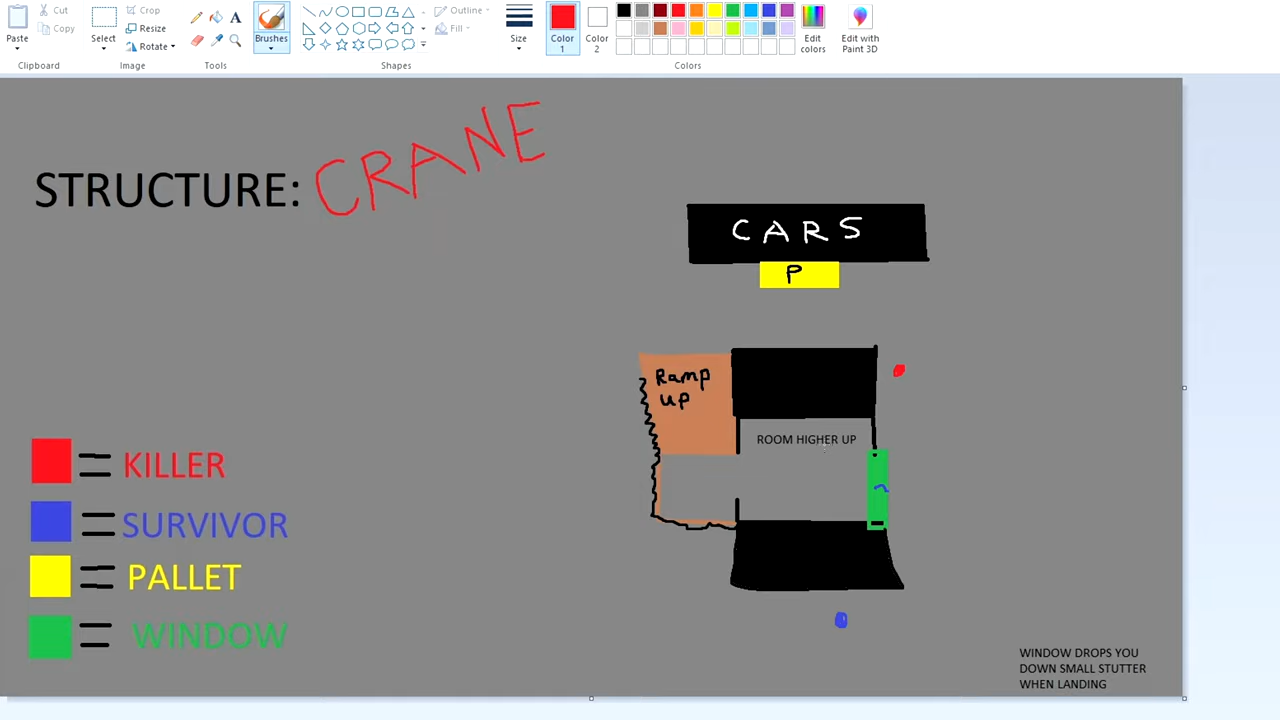 Paste
Cut
Copy
Clipboard
Select
Crop
Resize
Rotate
Image
A
Tools
Brushes
Shapes
Outline
Fill
Size
Color
1
Color
2
Colors
Edit
colors
Edit with
Paint 3D
STRUCTURE: CRANE
CARS
P
Ramp
up
ROOM HIGHER UP
= KILLER
= SURVIVOR
= PALLET
= WINDOW
WINDOW DROPS YOU
DOWN SMALL STUTTER
WHEN LANDING